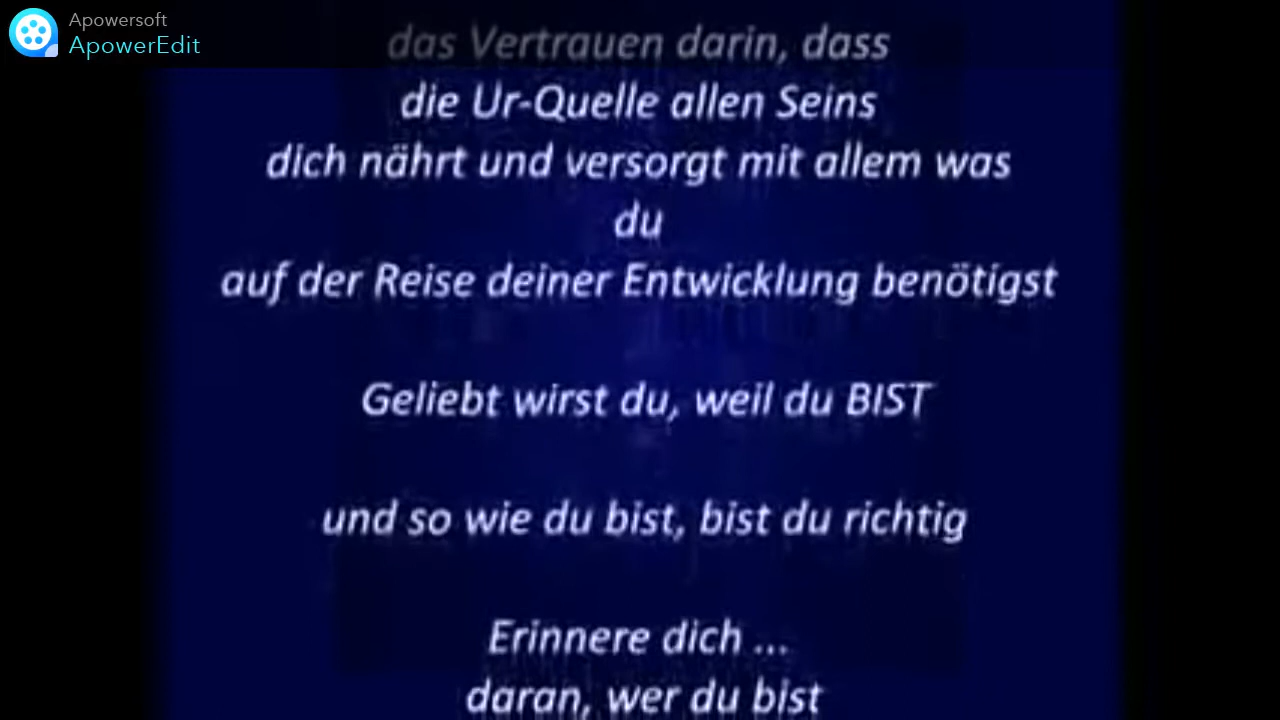 Apowersoft
ApowerEdit
das Vertrauen darin, dass
die Ur-Quelle allen Seins
dich nährt und versorgt mit allem was
du
auf der Reise deiner Entwicklung benötigst
Geliebt wirst du, weil du BIST
und so wie du bist, bist du richtig
Erinnere dich ...
daran, wer du bist